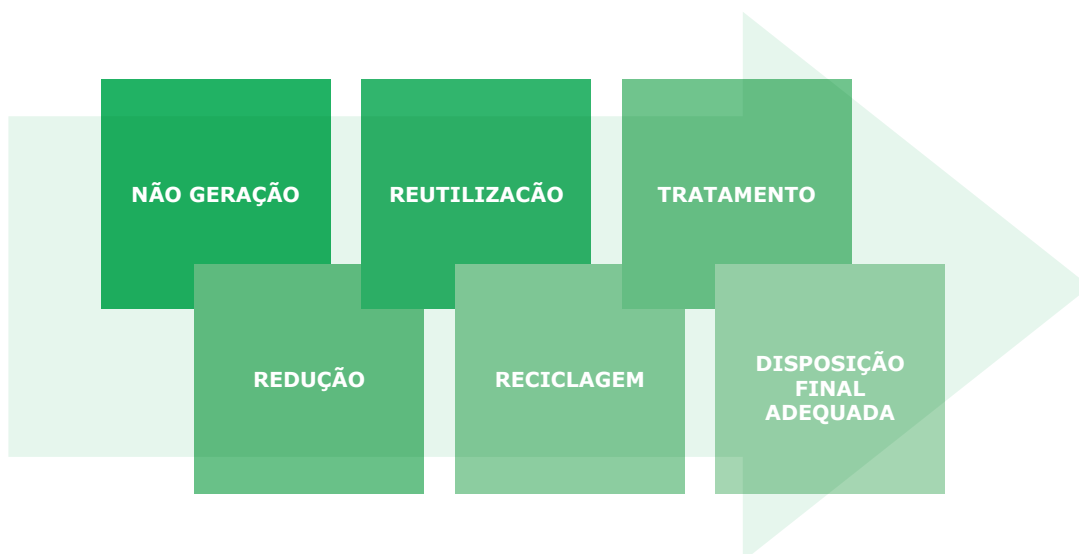 NÃO GERAÇÃO
REDUÇÃO
REUTILIZACÃO
RECICLAGEM
TRATAMENTO
DISPOSIÇÃO
FINAL
ADEQUADA